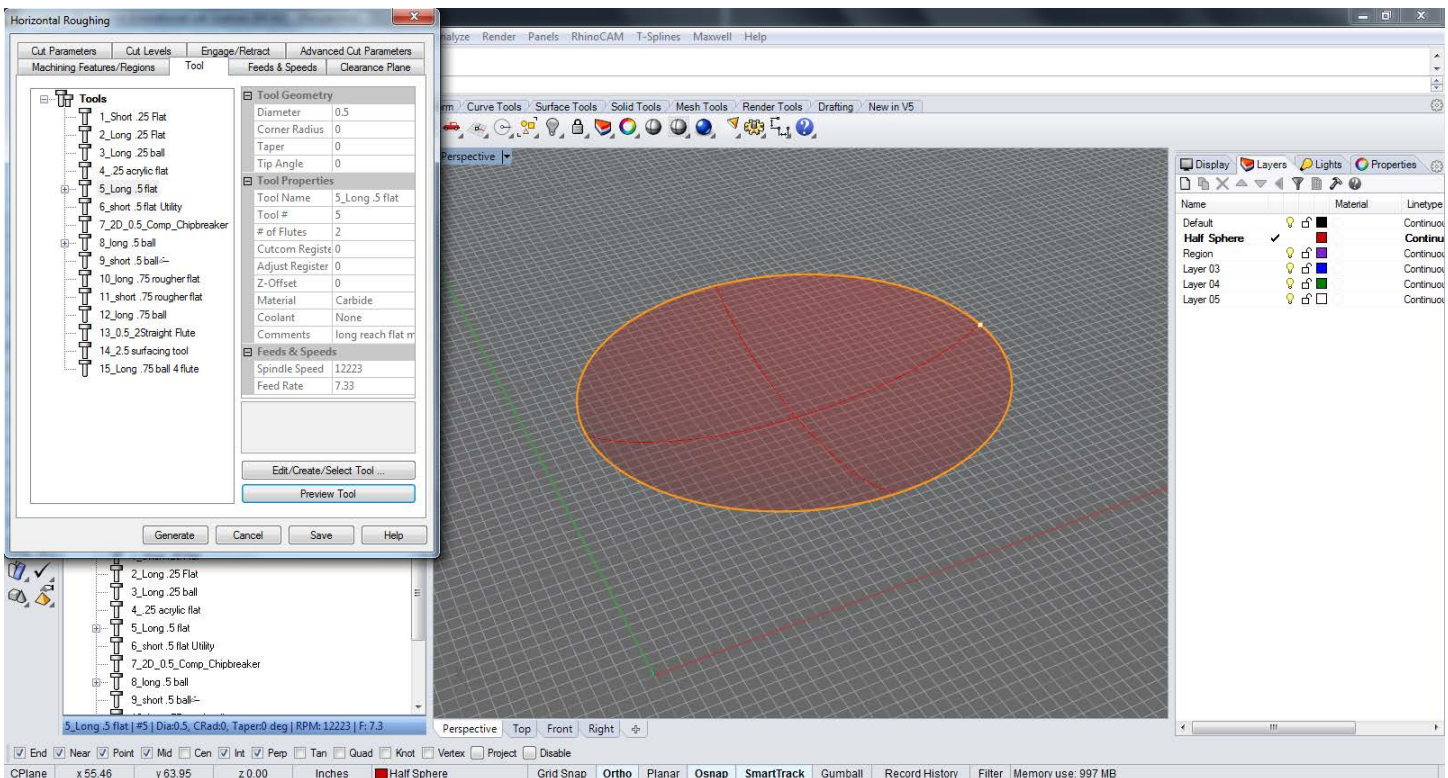 Horizontal Roughing
Cut Parameters Cut Levels Engage/Retract Advanced Cut Parameters
Machining Features/Regions Tool Feeds & Speeds Clearance Plane
Tools
1_Short .25 Flat
2_Long .25 Flat
3_Long .25 ball
4_.25 acrylic flat
5_Long .5 flat
6_short .5 flat Utility
7_2D_0.5_Comp_Chipbreaker
8_long .5 ball
9_short .5 ball
10_long .75 rougher flat
11_short .75 rougher flat
12_long .75 ball
13_0.5_2Straight Flute
14_2.5 surfacing tool
15_Long .75 ball 4 flute
Tool Geometry
Diameter 0.5
Corner Radius 0
Taper 0
Tip Angle 0
Tool Properties
Tool Name 5_Long .5 flat
Tool # 5
# of Flutes 2
Cutcom Registe 0
Adjust Register 0
Z-Offset 0
Material Carbide
Coolant None
Comments long reach flat m
Feeds & Speeds
Spindle Speed 12223
Feed Rate 7.33
Edit/Create/Select Tool ...
Preview Tool
Generate Cancel Save Help
nalyze Render Panels RhinoCAM T-Splines Maxwell Help
rm Curve Tools Surface Tools Solid Tools Mesh Tools Render Tools Drafting New in V5
Perspective
Display Layers Lights Properties
Name Material Linetype
Default Continuou
Half Sphere Continu
Region Continuou
Layer 03 Continuou
Layer 04 Continuou
Layer 05 Continuou
2_Long .25 Flat
3_Long .25 ball
4_.25 acrylic flat
5_Long .5 flat
6_short .5 flat Utility
7_2D_0.5_Comp_Chipbreaker
8_long .5 ball
9_short .5 ball
5_Long .5 flat | #5 | Dia:0.5, CRad:0, Taper:0 deg | RPM: 12223 | F: 7.3
Perspective Top Front Right
End Near Point Mid Cen Int Perp Tan Quad Knot Vertex Project Disable
CPlane x 55.46 y 63.95 z 0.00 Inches Half Sphere Grid Snap Ortho Planar Osnap SmartTrack Gumball Record History Filter Memory use: 997 MB